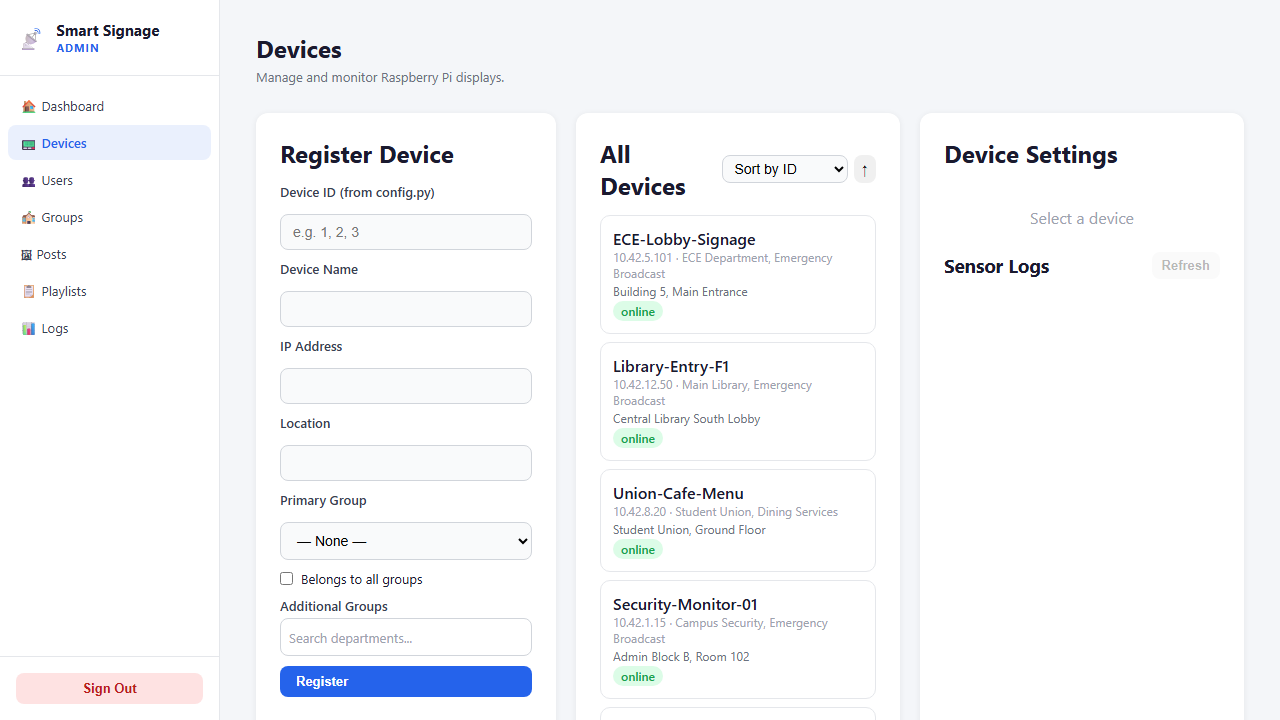 Smart Signage
ADMIN
Dashboard
Devices
Users
Groups
Posts
Playlists
Logs
Sign Out
Devices
Manage and monitor Raspberry Pi displays.
Register Device
Device ID (from config.py)
e.g. 1, 2, 3
Device Name
IP Address
Location
Primary Group
— None —
Belongs to all groups
Additional Groups
Search departments...
Register
All
Devices
Sort by ID
↑
ECE-Lobby-Signage
10.42.5.101 · ECE Department, Emergency
Broadcast
Building 5, Main Entrance
online
Library-Entry-F1
10.42.12.50 · Main Library, Emergency
Broadcast
Central Library South Lobby
online
Union-Cafe-Menu
10.42.8.20 · Student Union, Dining Services
Student Union, Ground Floor
online
Security-Monitor-01
10.42.1.15 · Campus Security, Emergency
Broadcast
Admin Block B, Room 102
online
Device Settings
Select a device
Sensor Logs
Refresh